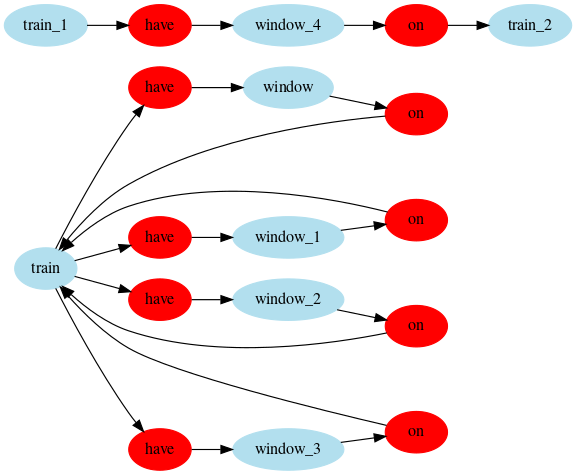 train_1 have window_4 on train_2
have window
on
on
have window_1
train
have window_2
on
on
have window_3